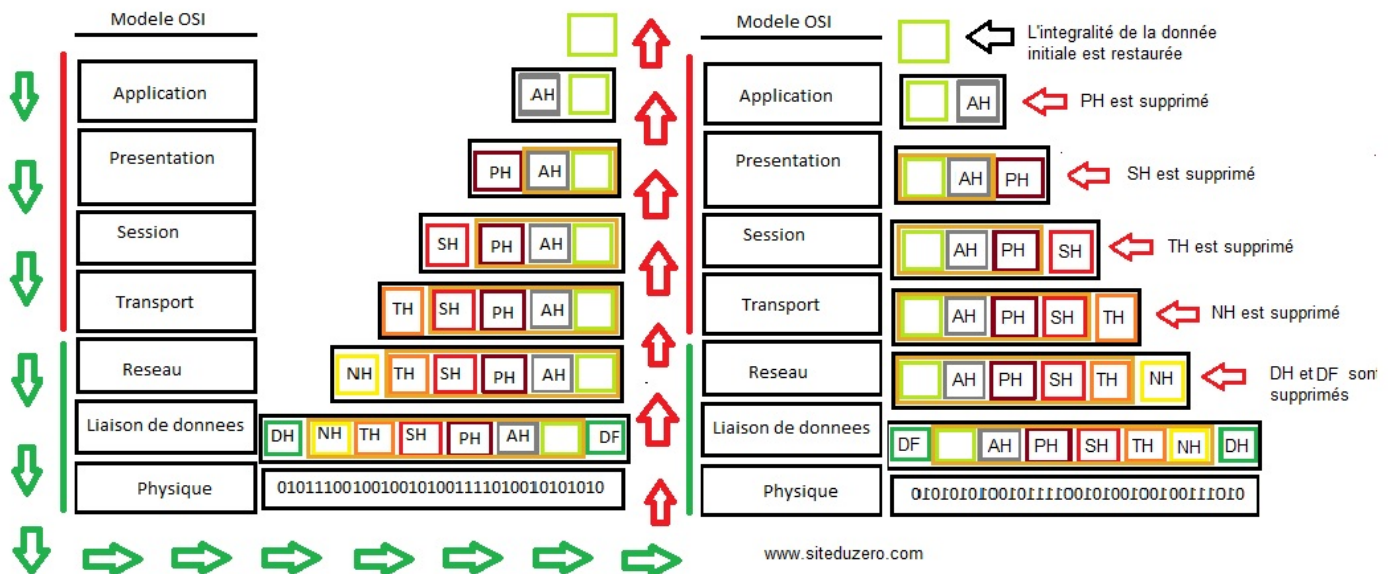 Modele OSI
Application
AH
Presentation
PH AH
Session
SH PH AH
Transport
TH SH PH AH
Reseau
NH TH SH PH AH
Liaison de donnees
DH NH TH SH PH AH DF
Physique
Modele OSI
L'integralité de la donnée
initiale est restaurée
Application
AH
PH est supprimé
Presentation
AH PH
SH est supprimé
Session
AH PH SH
TH est supprimé
Transport
AH PH SH TH
NH est supprimé
Reseau
AH PH SH TH NH
DH et DF sont
supprimés
Liaison de donnees
DF AH PH SH TH NH DH
Physique
www.siteduzero.com